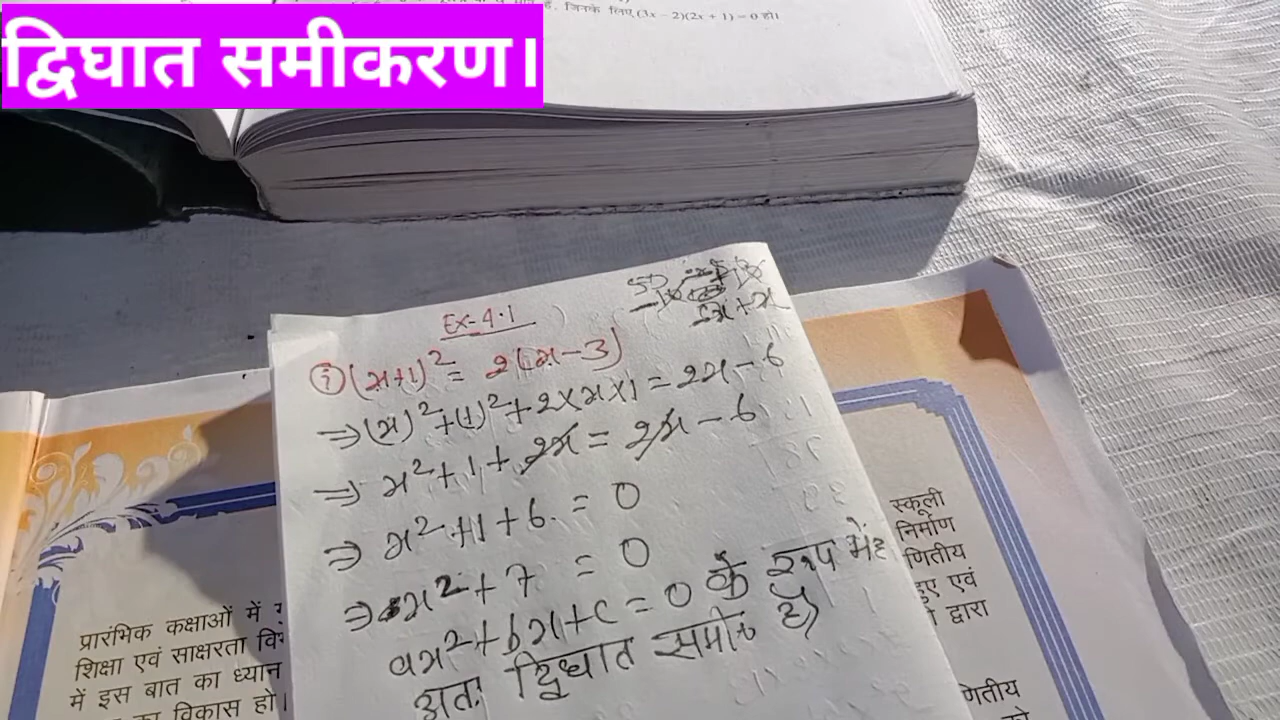 द्विघात समीकरण।
जिनके लिए (3x – 2)(2x + 1) = 0 हो।
Ex-4.1
① (x+1)² = 2(x-3)
⇒ (x)² + (1)² + 2×x×1 = 2x - 6
⇒ x² + 1 + 2x = 2x - 6
⇒ x² + 1 + 6 = 0
⇒ x² + 7 = 0
ax² + bx + c = 0 के रूप में है
अतः द्विघात समी॰ है
प्रारंभिक कक्षाओं में
शिक्षा एवं साक्षरता
में इस बात का ध्यान
का विकास हो।
स्कूली
निर्माण
णितीय
हुए एवं
द्वारा
णितीय
को